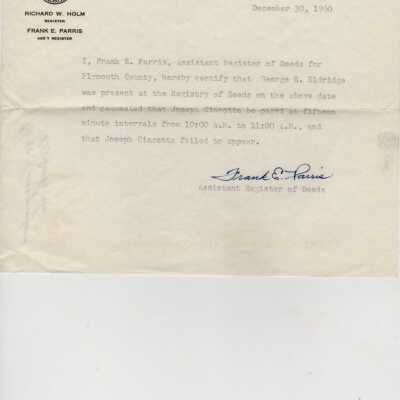 December 30, 1960
RICHARD W. HOLM
REGISTER
FRANK E. PARRIS
ASS'T REGISTER
I, Frank E. Parris, Assistant Register of Deeds for
Plymouth County, hereby certify that George E. Eldridge
was present at the Registry of Deeds on the above date
and requested that Joseph Ciacotta be paged at fifteen
minute intervals from 10:00 A.M. to 11:00 A.M., and
that Joseph Ciacotta failed to appear.
Frank E. Parris
Assistant Register of Deeds